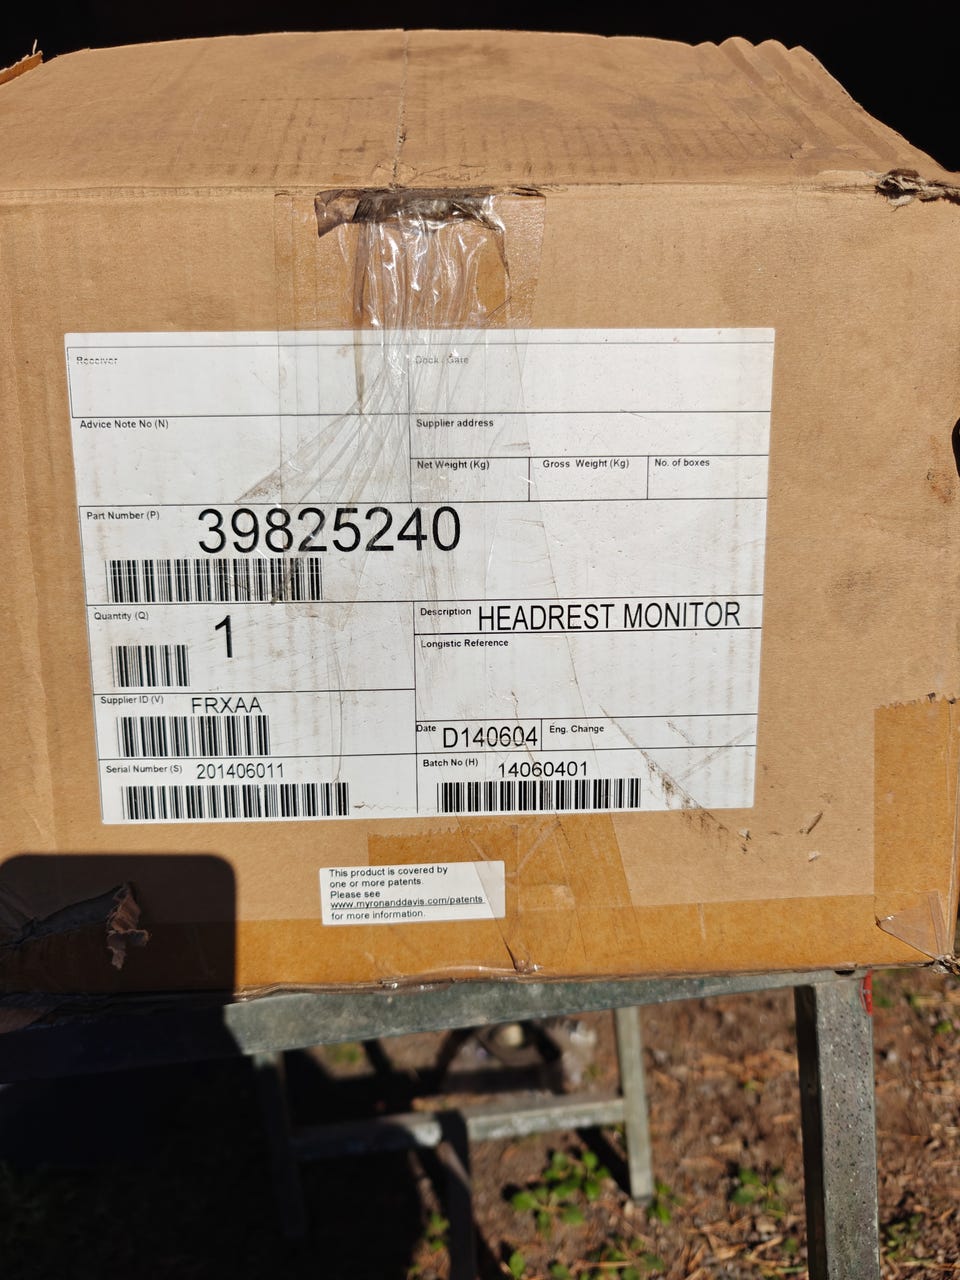 Receiver
Dock . Gate
Advice Note No (N)
Supplier address
Net Weight (Kg)
Gross Weight (Kg)
No. of boxes
Part Number (P)
39825240
Quantity (Q)
1
Description HEADREST MONITOR
Longistic Reference
Supplier ID (V) FRXAA
Date D140604
Eng. Change
Serial Number (S) 201406011
Batch No (H) 14060401
This product is covered by
one or more patents.
Please see
www.myronanddavis.com/patents
for more information.